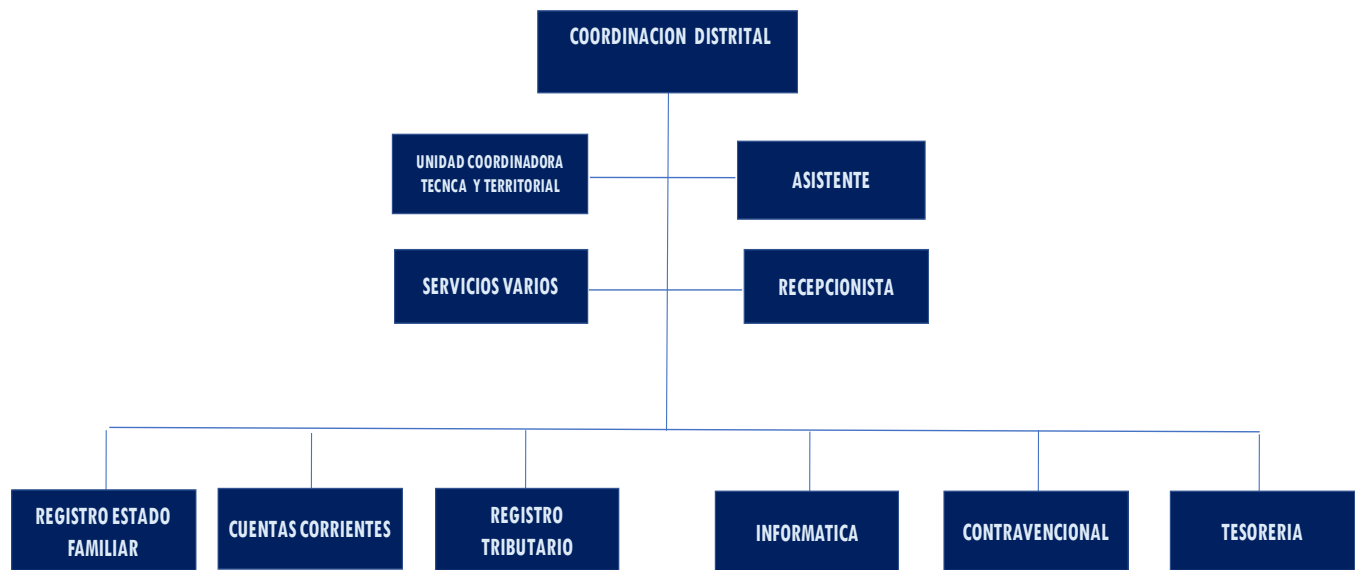 COORDINACION DISTRITAL
UNIDAD COORDINADORA
TECNCA Y TERRITORIAL
ASISTENTE
SERVICIOS VARIOS
RECEPCIONISTA
REGISTRO ESTADO
FAMILIAR
CUENTAS CORRIENTES
REGISTRO
TRIBUTARIO
INFORMATICA
CONTRAVENCIONAL
TESORERIA